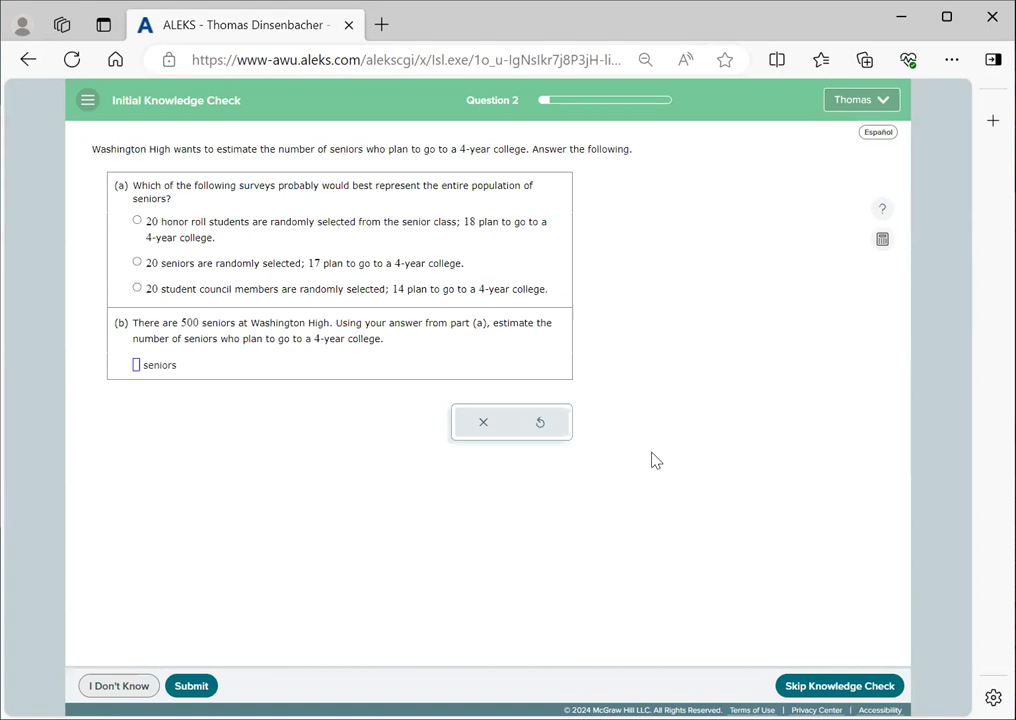 ALEKS - Thomas Dinsenbacher -
https://www-awu.aleks.com/alekscgi/x/Isl.exe/1o_u-IgNsIkr7j8P3jH-Ii...
Initial Knowledge Check
Question 2
Thomas
Español
Washington High wants to estimate the number of seniors who plan to go to a 4-year college. Answer the following.
(a) Which of the following surveys probably would best represent the entire population of
seniors?
20 honor roll students are randomly selected from the senior class; 18 plan to go to a
4-year college.
20 seniors are randomly selected; 17 plan to go to a 4-year college.
20 student council members are randomly selected; 14 plan to go to a 4-year college.
(b) There are 500 seniors at Washington High. Using your answer from part (a), estimate the
number of seniors who plan to go to a 4-year college.
seniors
I Don't Know
Submit
Skip Knowledge Check
© 2024 McGraw Hill LLC. All Rights Reserved. Terms of Use | Privacy Center | Accessibility